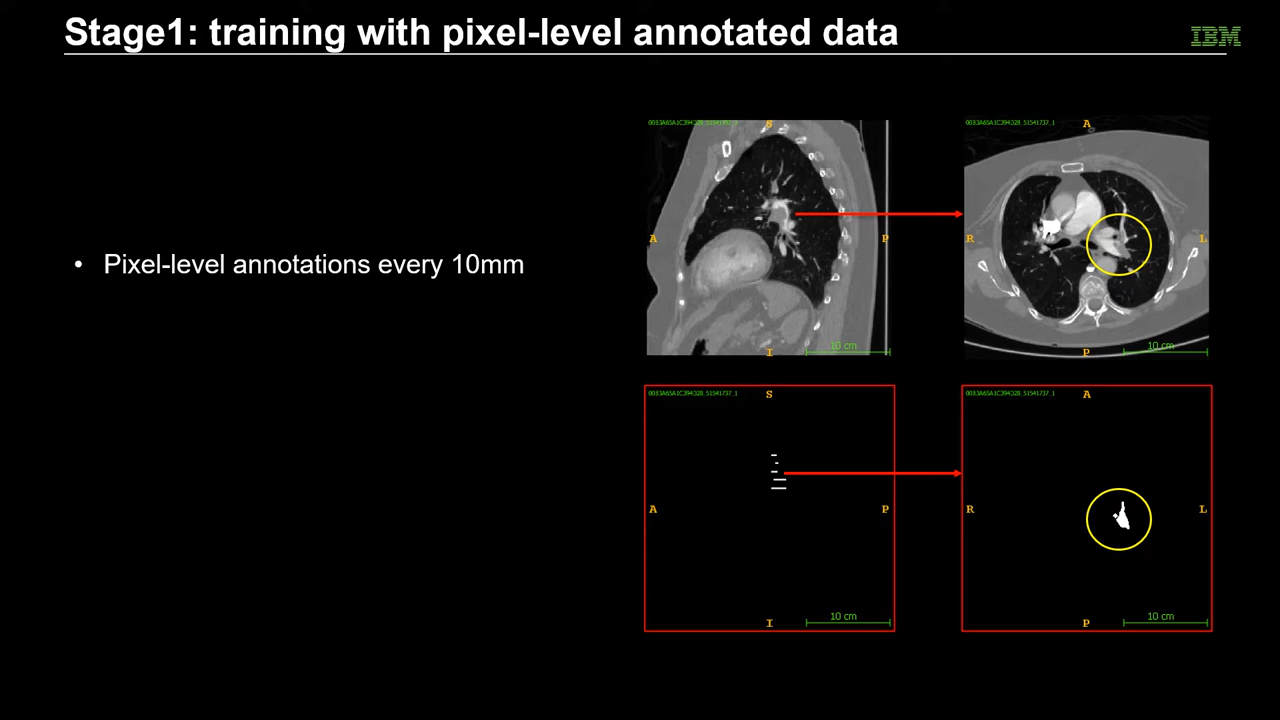 Stage1: training with pixel-level annotated data
IBM
• Pixel-level annotations every 10mm
S
A
P
I
10 cm
A
R
L
P
10 cm
S
A
P
I
10 cm
A
R
L
P
10 cm